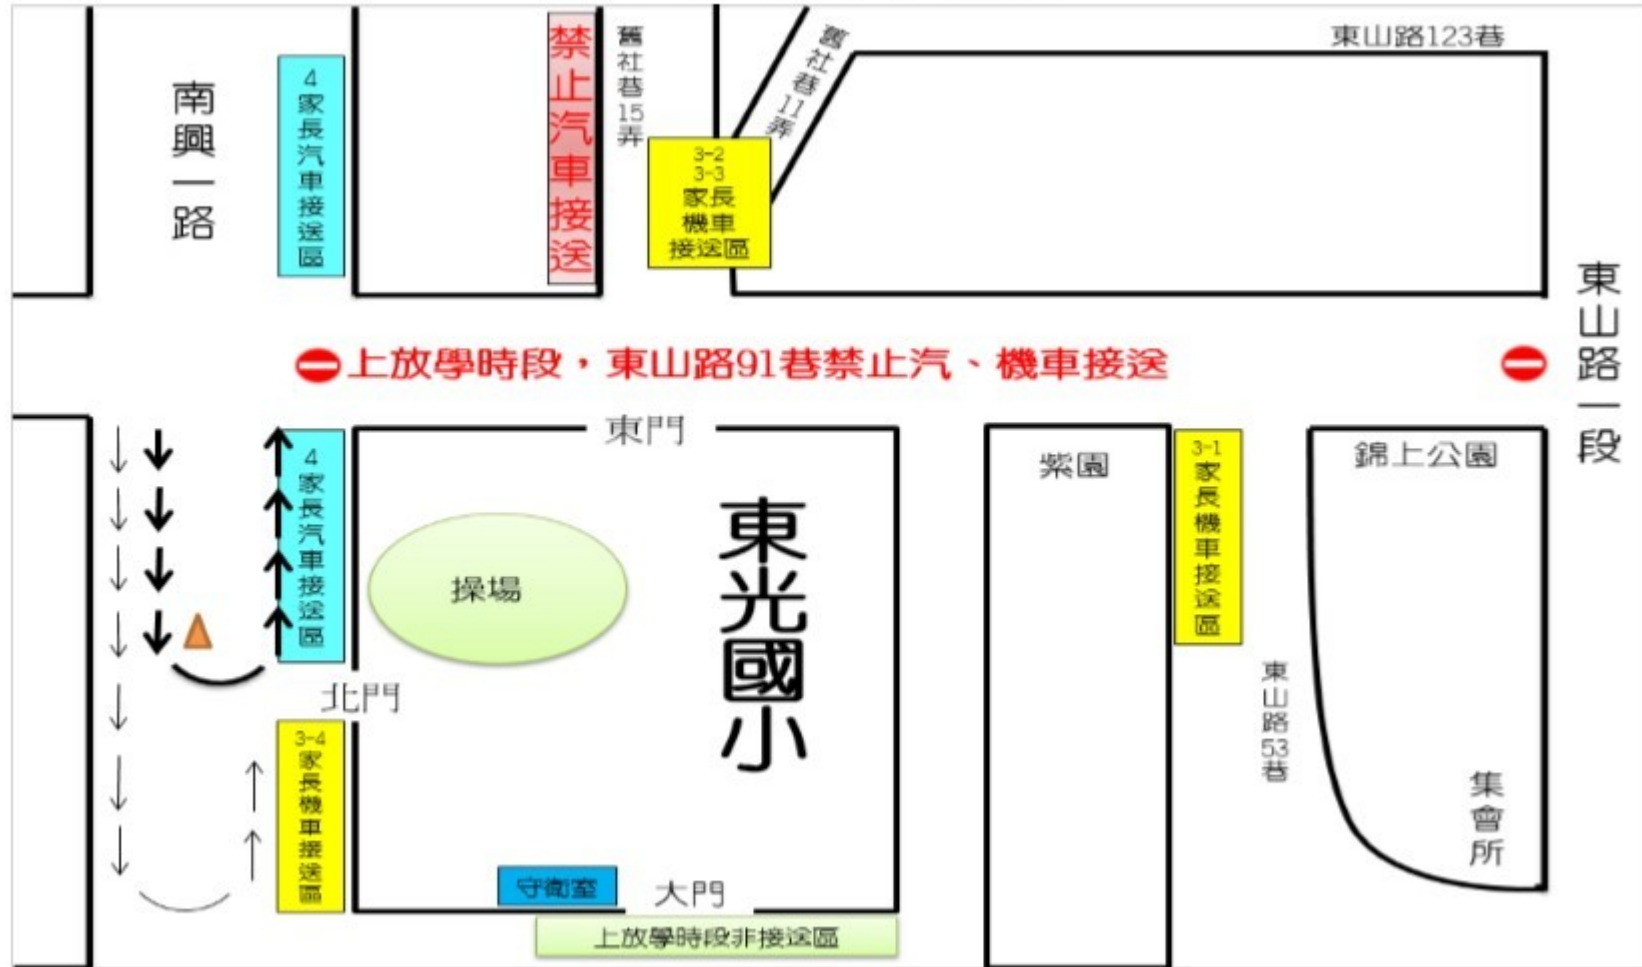 南興一路
4家長汽車接送區
禁止汽車接送
舊社巷15弄
舊社巷11弄
東山路123巷
3-2
3-3
家長
機車
接送區
東山路一段
上放學時段，東山路91巷禁止汽、機車接送
4家長汽車接送區
東門
操場
東光國小
紫園
3-1家長機車接送區
錦上公園
東山路53巷
集會所
北門
3-4家長機車接送區
守衛室
大門
上放學時段非接送區